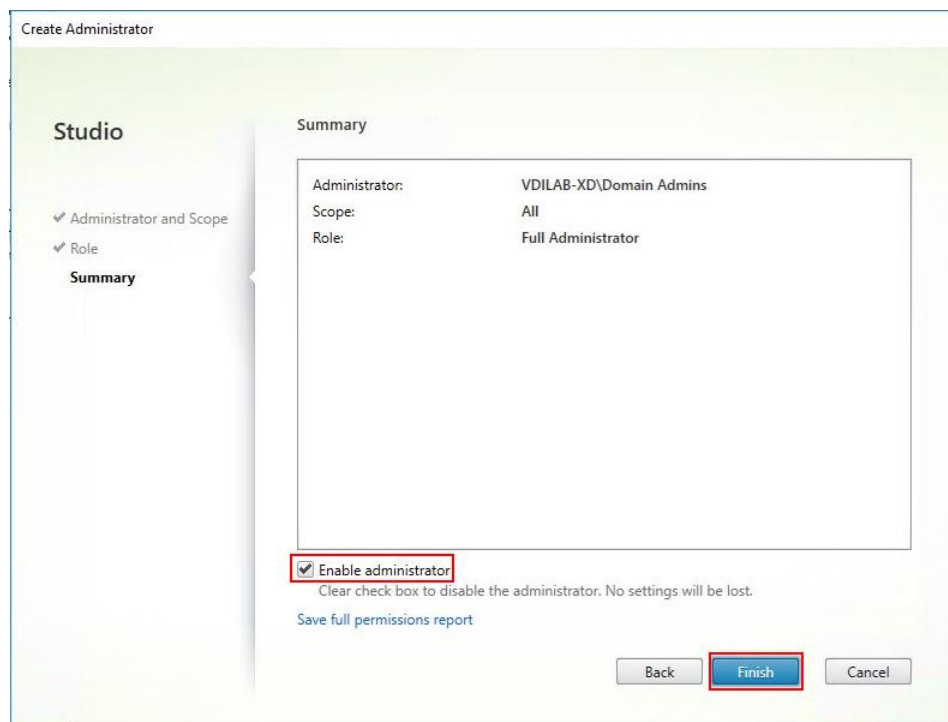 Create Administrator
Studio
Administrator and Scope
Role
Summary
Summary
Administrator: VDILAB-XD\Domain Admins
Scope: All
Role: Full Administrator
Enable administrator
Clear check box to disable the administrator. No settings will be lost.
Save full permissions report
Back Finish Cancel